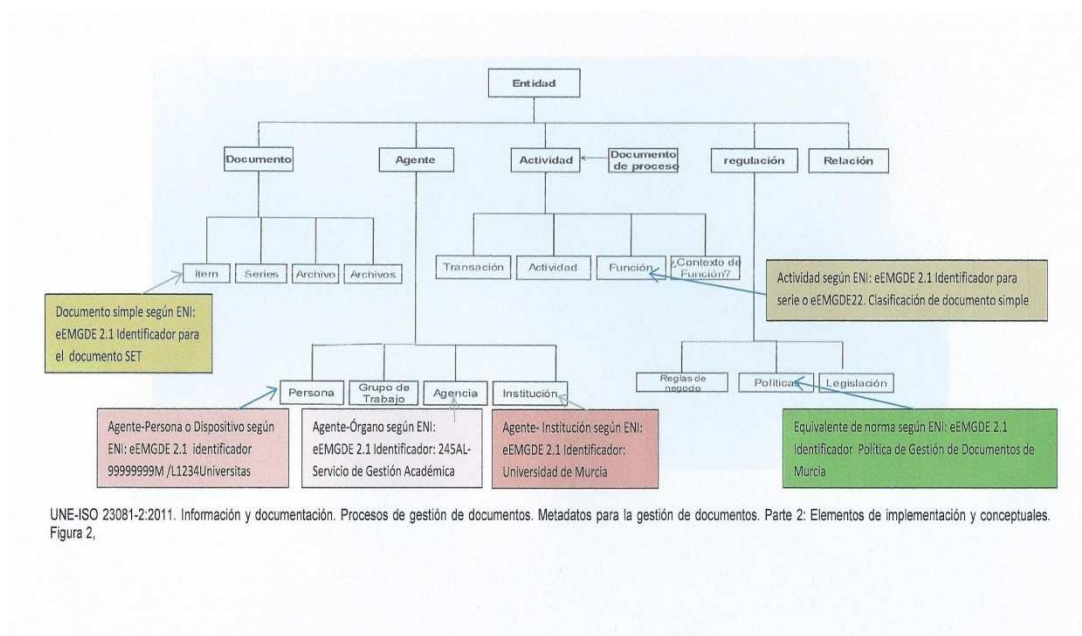 Entidad
Documento
Agente
Actividad
Documento
de proceso
regulación
Relación
Item
Series
Archivo
Archivos
Transación
Actividad
Función
¿Contexto de
Función?
Actividad según ENI: eEMGDE 2.1 Identificador para
serie o eEMGDE22. Clasificación de documento simple
Documento simple según ENI:
eEMGDE 2.1 Identificador para
el documento SET
Persona
Grupo de
Trabajo
Agencia
Institución
Reglas de
negocio
Política
Legislación
Agente-Persona o Dispositivo según
ENI: eEMGDE 2.1 identificador
99999999M /L1234Universitas
Agente-Órgano según ENI:
eEMGDE 2.1 Identificador: 245AL-
Servicio de Gestión Académica
Agente- Institución según ENI:
eEMGDE 2.1 Identificador:
Universidad de Murcia
Equivalente de norma según ENI: eEMGDE 2.1
identificador Política de Gestión de Documentos de
Murcia
UNE-ISO 23081-2:2011. Información y documentación. Procesos de gestión de documentos. Metadatos para la gestión de documentos. Parte 2: Elementos de implementación y conceptuales.
Figura 2,